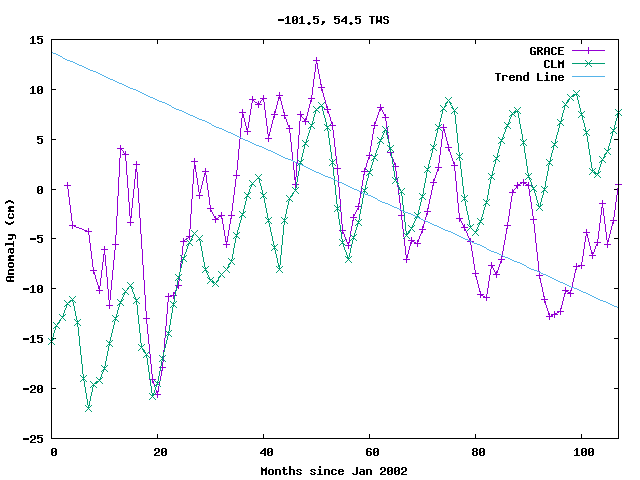 -101.5, 54.5 TWS
GRACE
CLM
Trend Line
15
10
5
0
-5
-10
-15
-20
-25
Anomaly (cm)
0 20 40 60 80 100
Months since Jan 2002